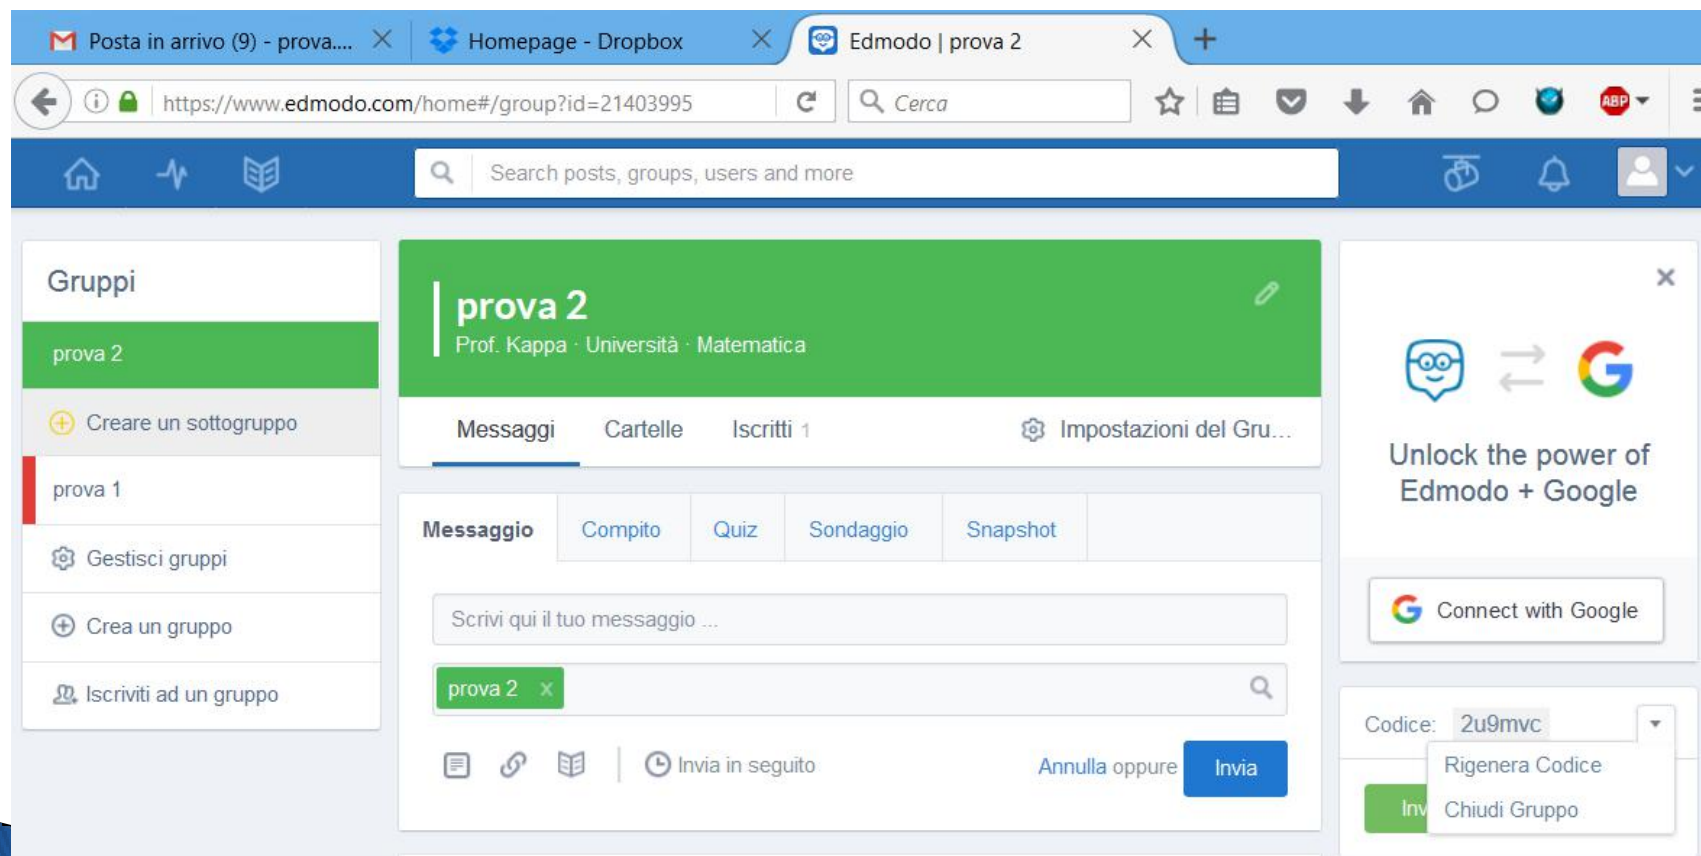 Posta in arrivo (9) - prova....
Homepage - Dropbox
Edmodo | prova 2
https://www.edmodo.com/home#/group?id=21403995
Cerca
ABP
Search posts, groups, users and more
Gruppi
prova 2
Creare un sottogruppo
prova 1
Gestisci gruppi
Crea un gruppo
Iscriviti ad un gruppo
prova 2
Prof. Kappa · Università · Matematica
Messaggi Cartelle Iscritti 1 Impostazioni del Gru...
Messaggio Compito Quiz Sondaggio Snapshot
Scrivi qui il tuo messaggio ...
prova 2 x
Invia in seguito Annulla oppure Invia
Unlock the power of
Edmodo + Google
Connect with Google
Codice: 2u9mvc
Rigenera Codice
Chiudi Gruppo